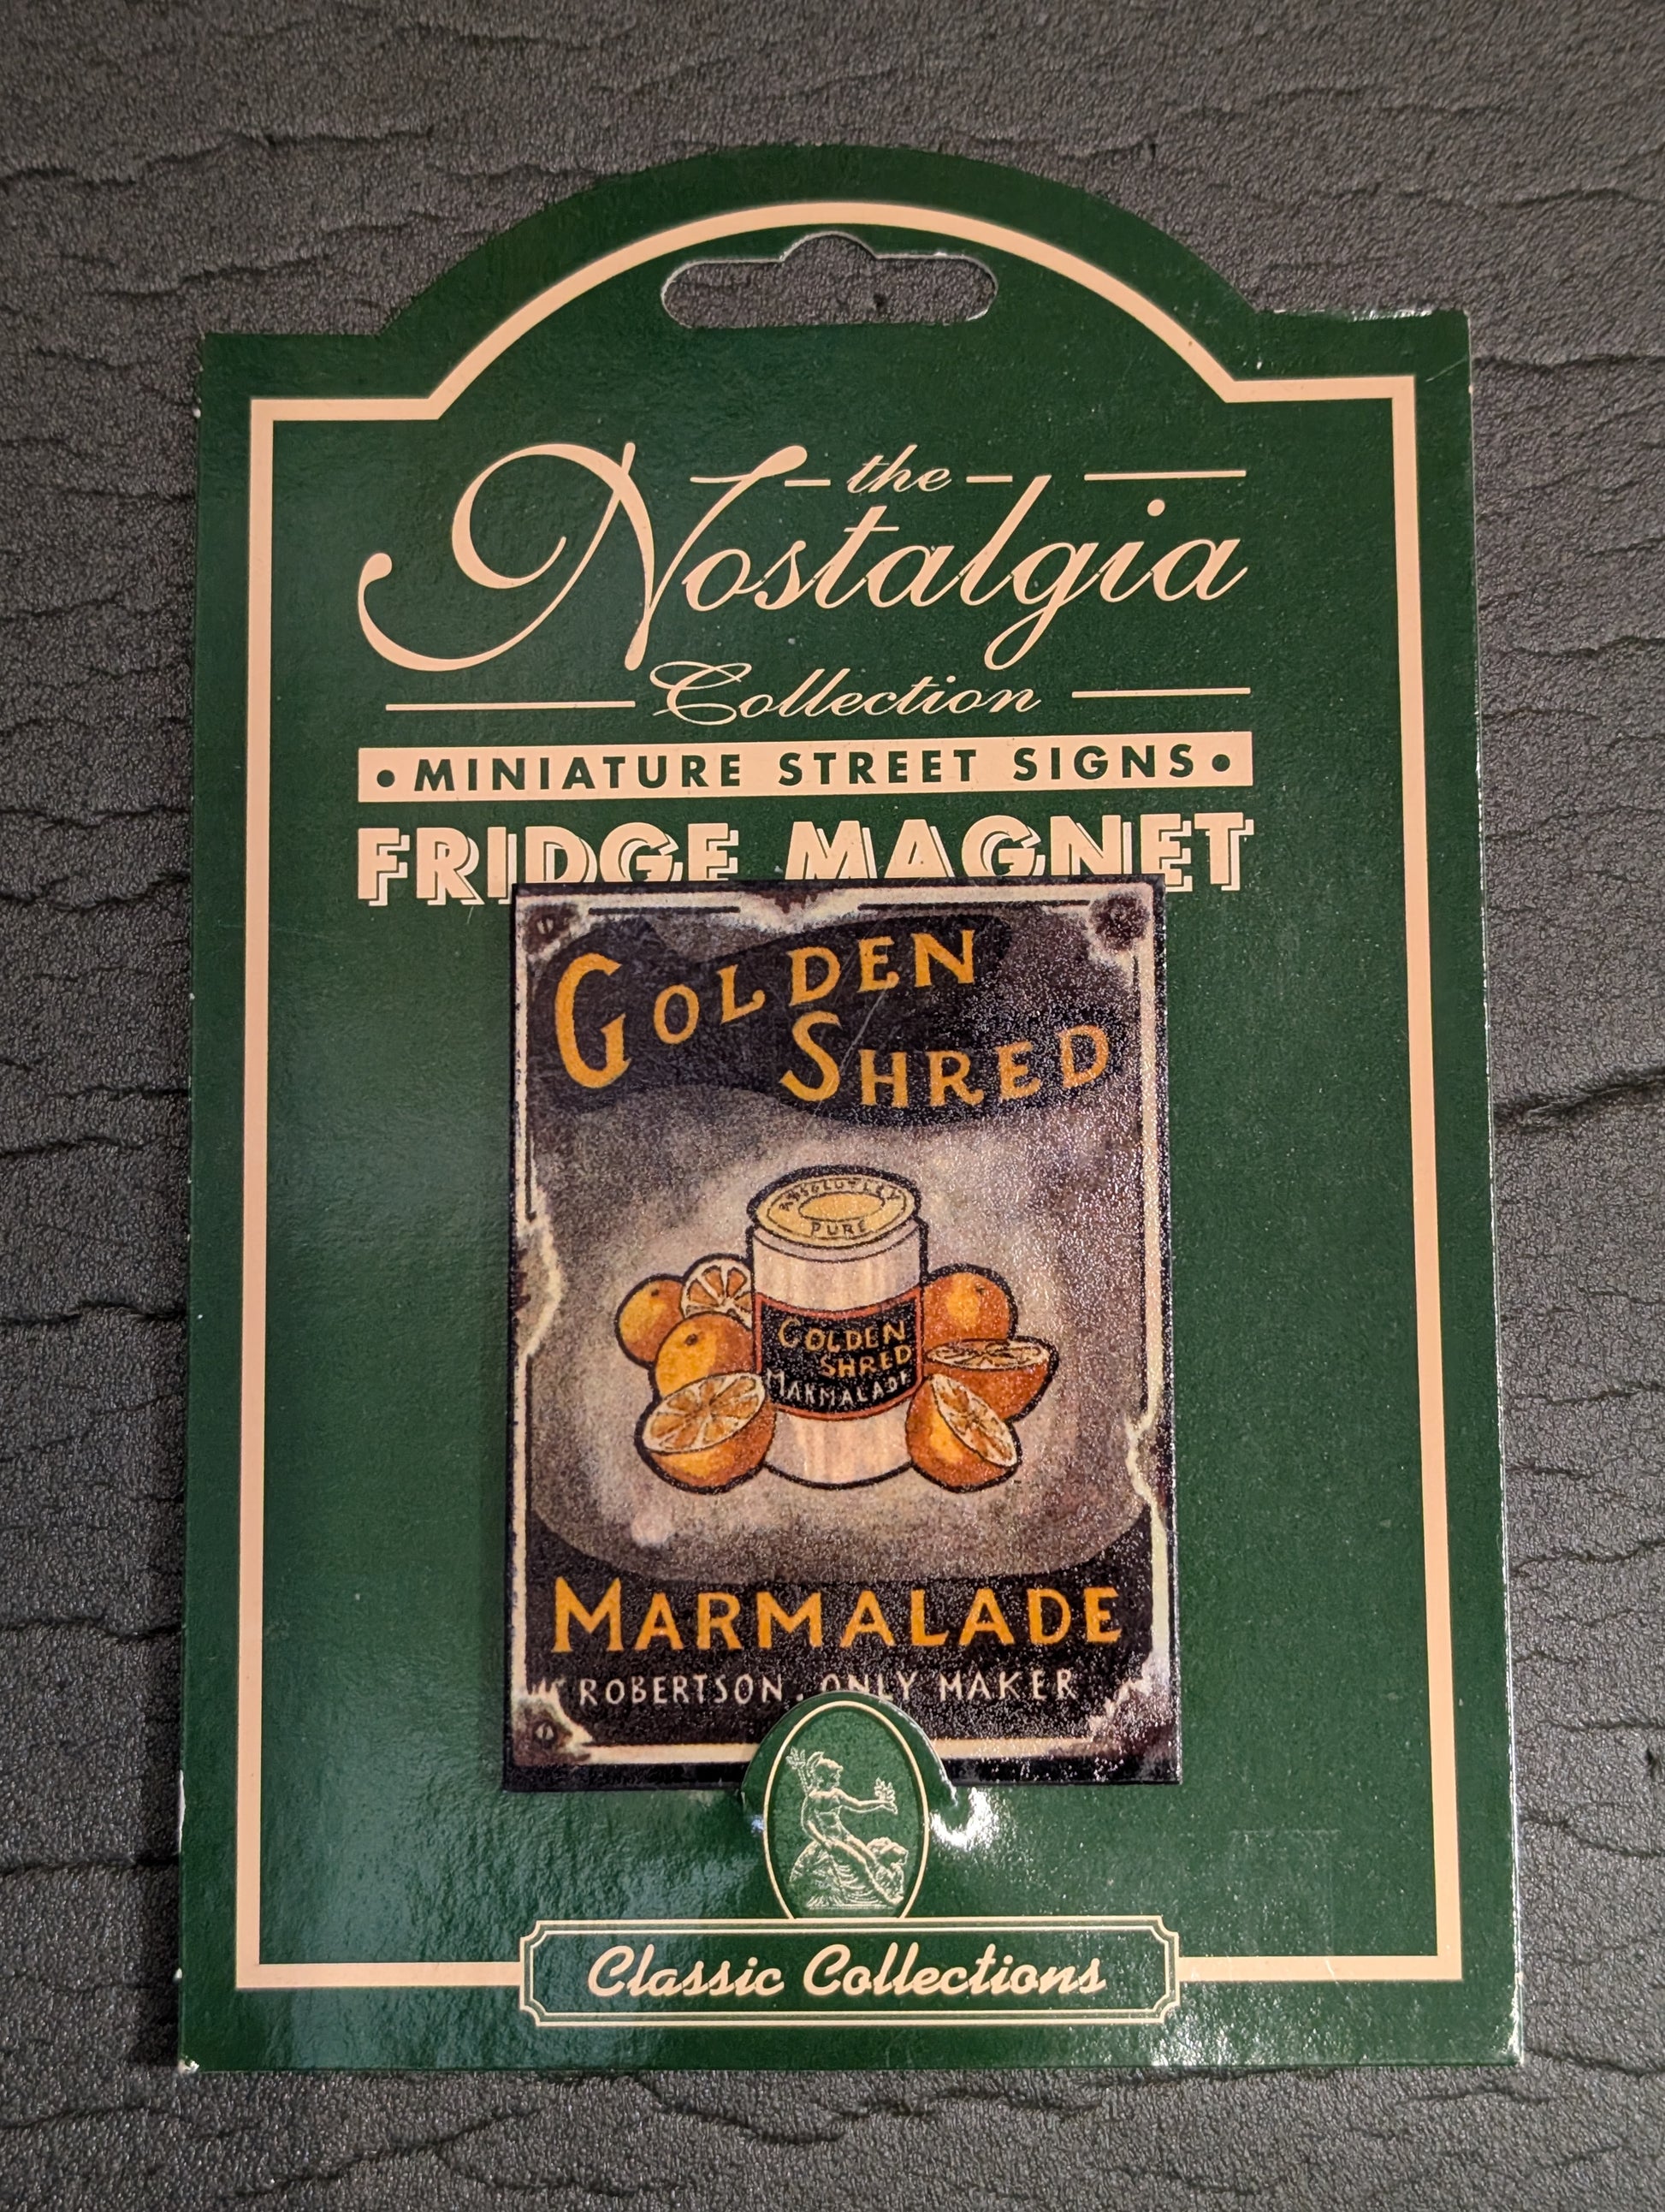 the
Nostalgia
Collection
• MINIATURE STREET SIGNS •
FRIDGE MAGNET
GOLDEN
SHRED
ABSOLUTLEY
PURE
GOLDEN
SHRED
MARMALADE
MARMALADE
ROBERTSON. ONLY MAKER
Classic Collections